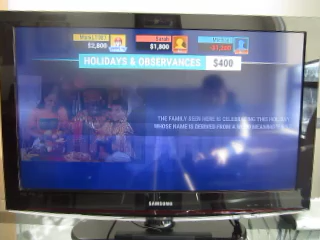 $2,800
Sarah
$1,800
HOLIDAYS & OBSERVANCES $400
THE FAMILY SEEN HERE IS CELEBRATING THIS HOLIDAY
WHOSE NAME IS DERIVED FROM A
SAMSUNG